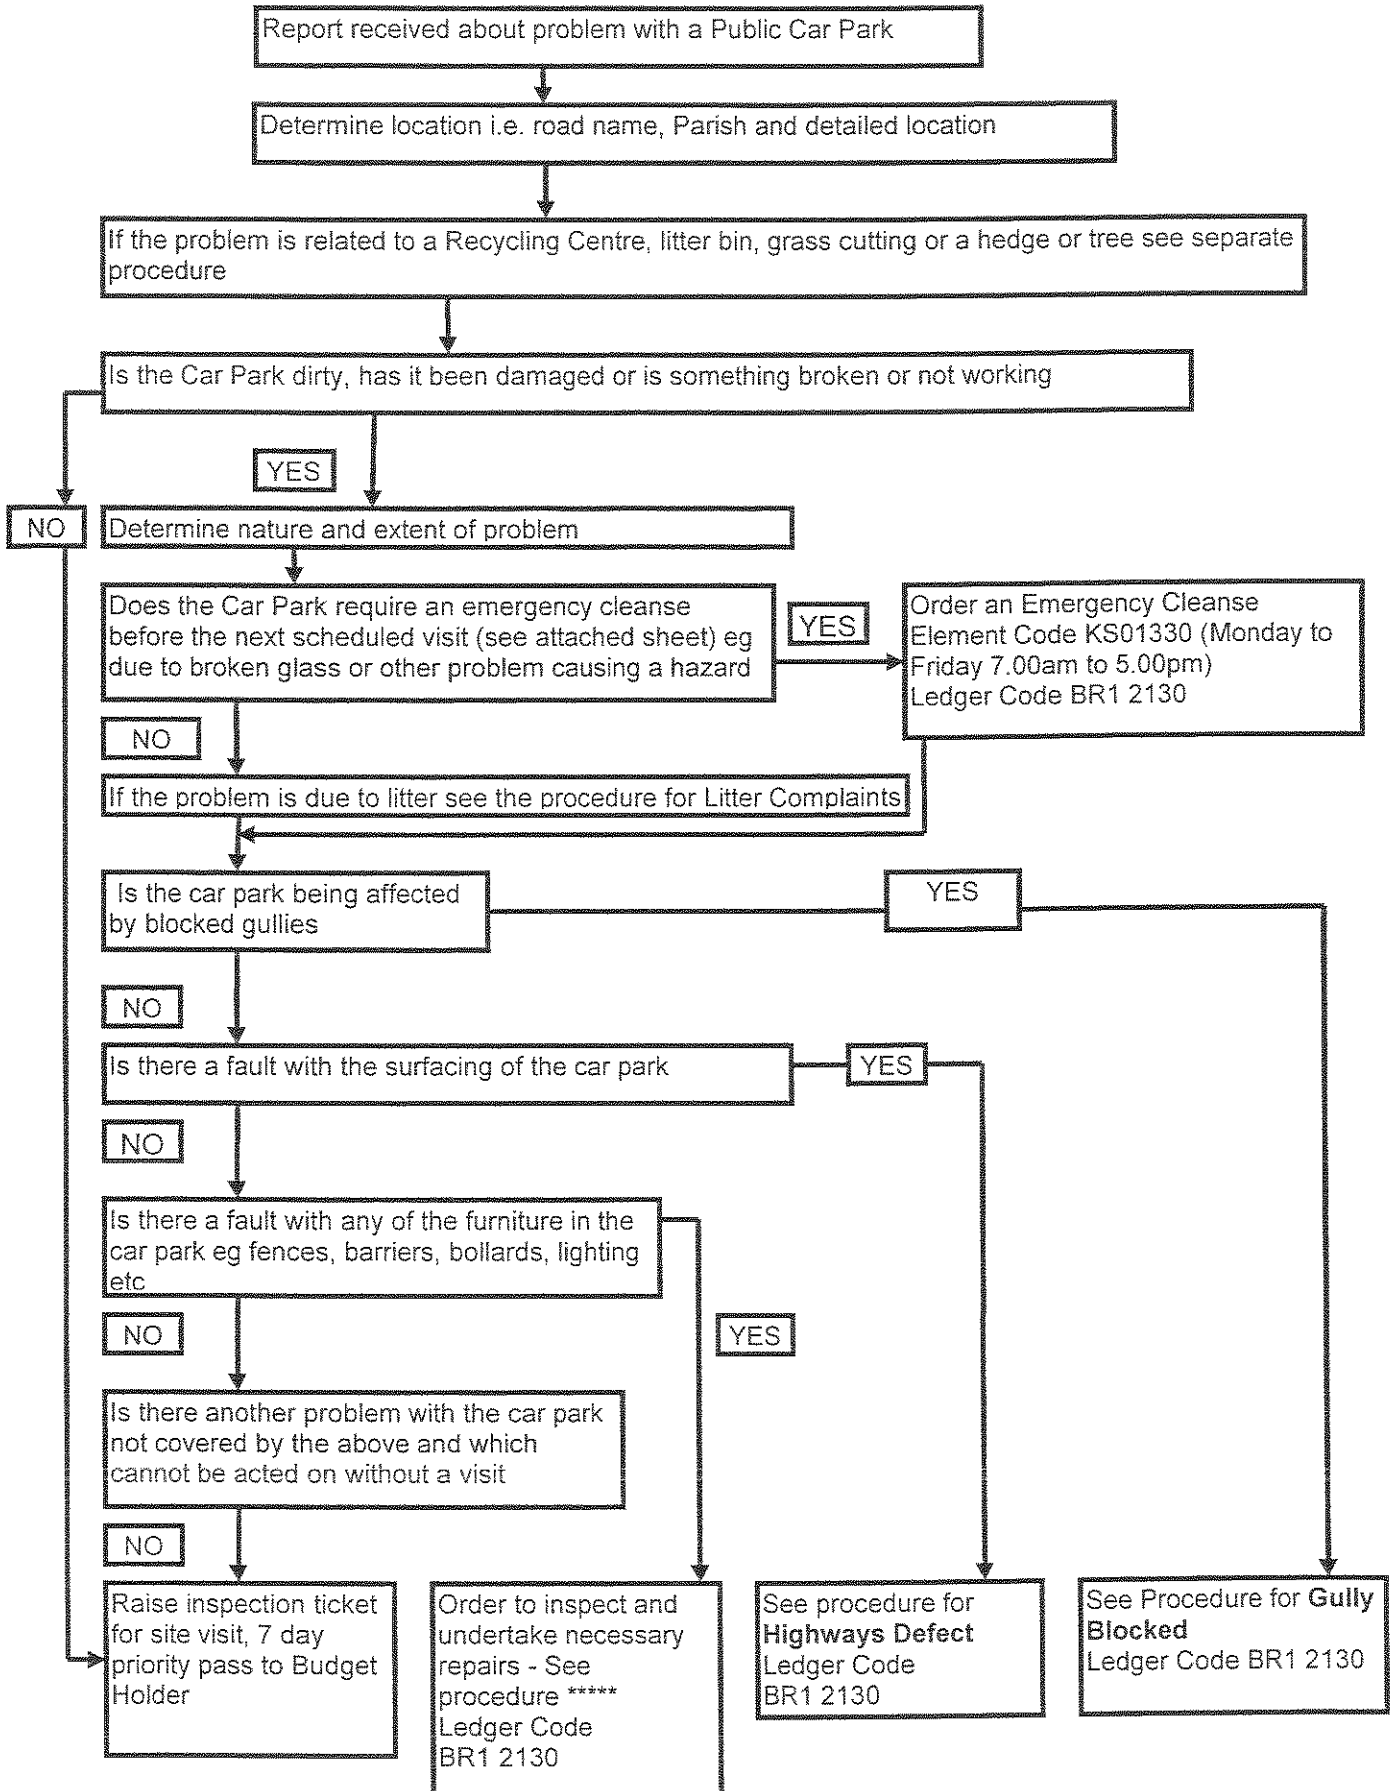 Report received about problem with a Public Car Park
Determine location i.e. road name, Parish and detailed location
If the problem is related to a Recycling Centre, litter bin, grass cutting or a hedge or tree see separate
procedure
Is the Car Park dirty, has it been damaged or is something broken or not working
YES
NO
Determine nature and extent of problem
Does the Car Park require an emergency cleanse
before the next scheduled visit (see attached sheet) eg
due to broken glass or other problem causing a hazard
YES
Order an Emergency Cleanse
Element Code KS01330 (Monday to
Friday 7.00am to 5.00pm)
Ledger Code BR1 2130
NO
If the problem is due to litter see the procedure for Litter Complaints
Is the car park being affected
by blocked gullies
YES
NO
Is there a fault with the surfacing of the car park
YES
NO
Is there a fault with any of the furniture in the
car park eg fences, barriers, bollards, lighting
etc
NO
YES
Is there another problem with the car park
not covered by the above and which
cannot be acted on without a visit
NO
Raise inspection ticket
for site visit, 7 day
priority pass to Budget
Holder
Order to inspect and
undertake necessary
repairs - See
procedure *****
Ledger Code
BR1 2130
See procedure for
Highways Defect
Ledger Code
BR1 2130
See Procedure for Gully
Blocked
Ledger Code BR1 2130